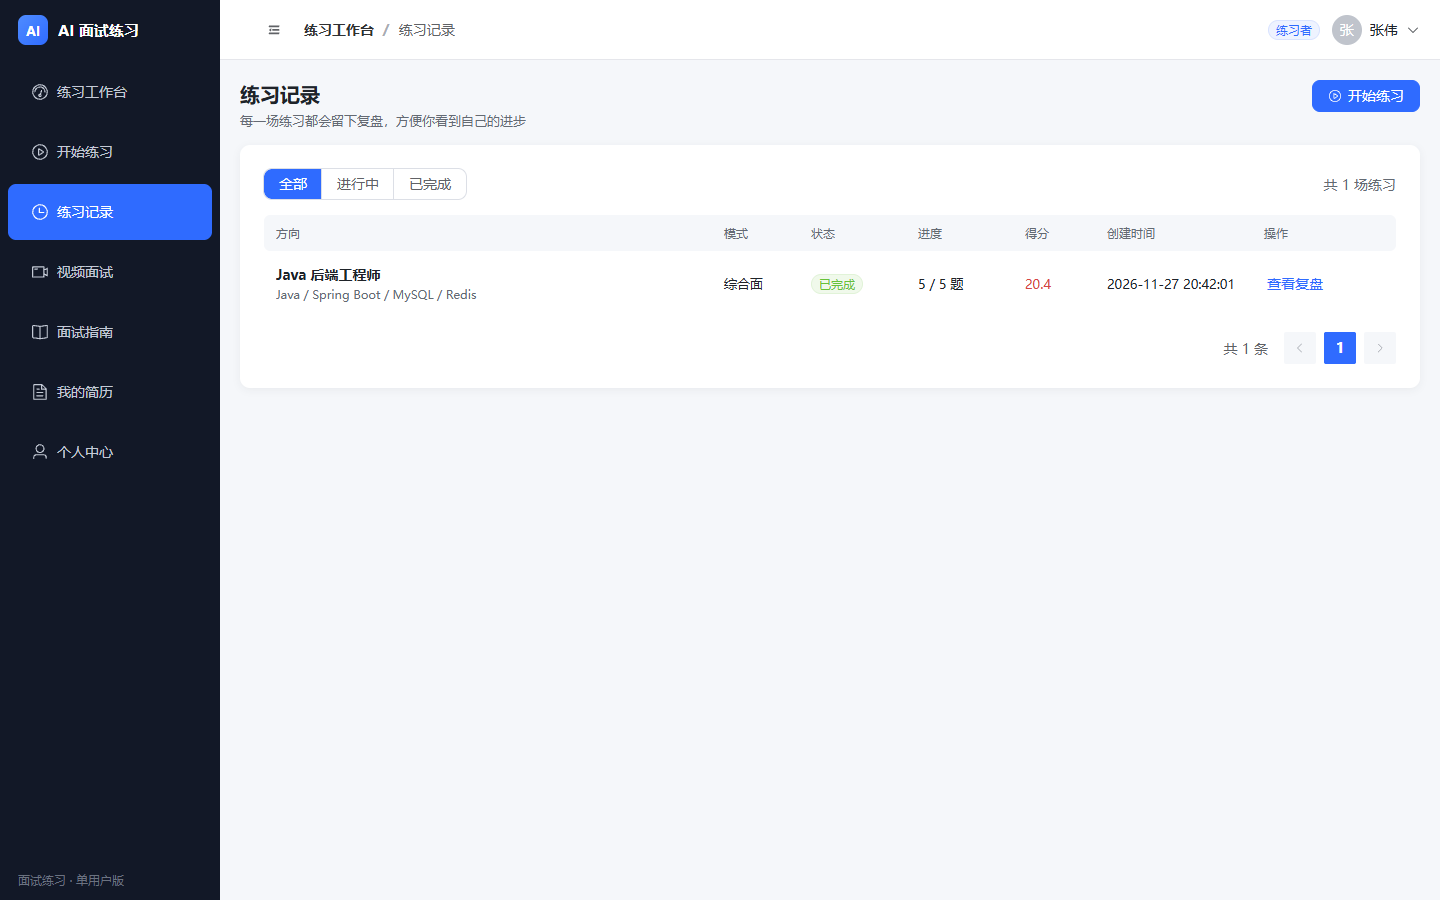 AI
AI 面试练习
练习工作台
开始练习
练习记录
视频面试
面试指南
我的简历
个人中心
面试练习 · 单用户版
练习工作台 / 练习记录
练习者
张
张伟
练习记录
每一场练习都会留下复盘，方便你看到自己的进步
开始练习
全部 进行中 已完成
共 1 场练习
方向 模式 状态 进度 得分 创建时间 操作
Java 后端工程师
Java / Spring Boot / MySQL / Redis
综合面 已完成 5 / 5 题 20.4 2026-11-27 20:42:01 查看复盘
共 1 条 1